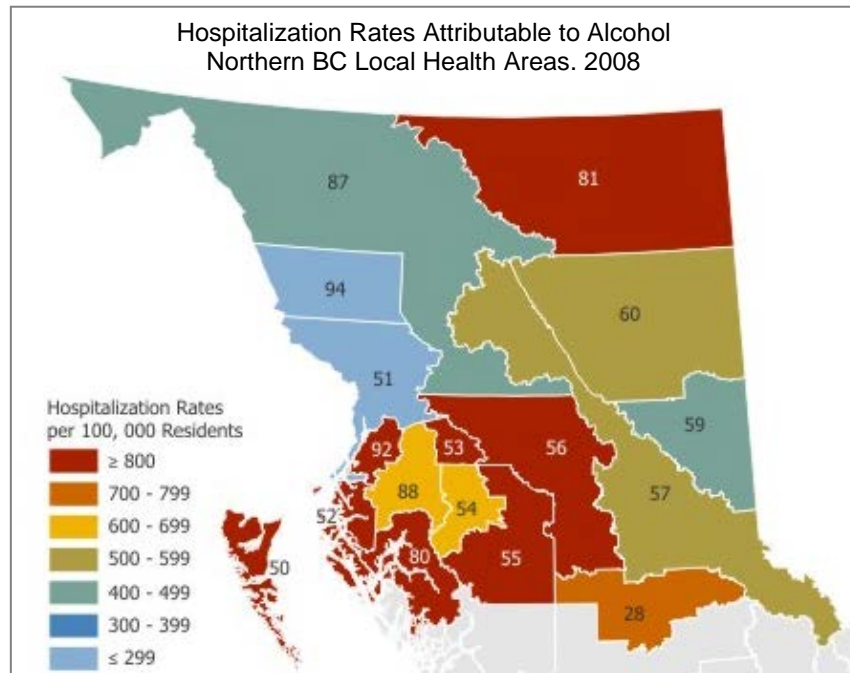 Hospitalization Rates Attributable to Alcohol
Northern BC Local Health Areas. 2008
87
81
94
60
51
59
Hospitalization Rates
per 100, 000 Residents
≥ 800
700 - 799
600 - 699
500 - 599
400 - 499
300 - 399
≤ 299
92
53
56
88
54
57
52
50
80
55
28